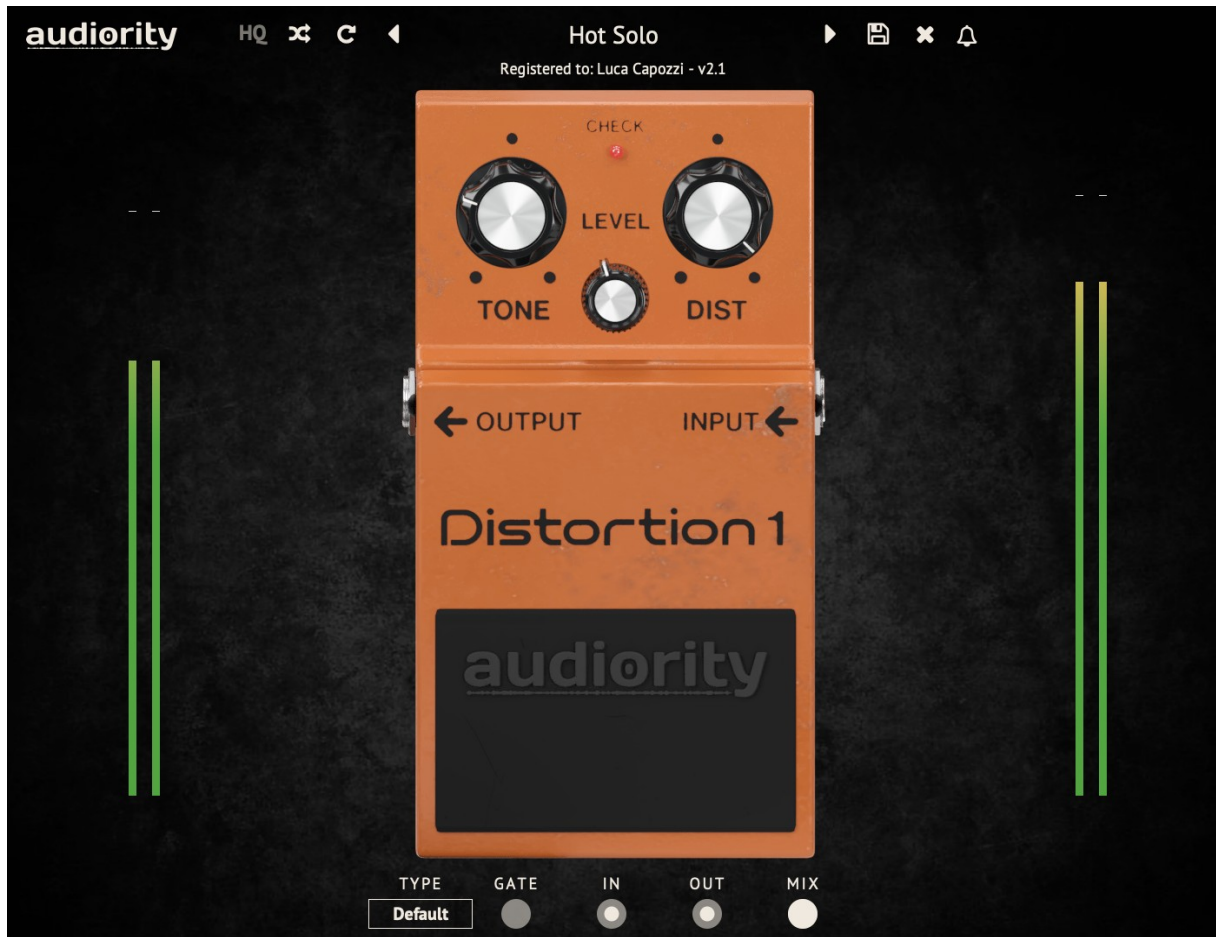 audiority
HQ
Hot Solo
Registered to: Luca Capozzi - v2.1
CHECK
LEVEL
TONE
DIST
OUTPUT
INPUT
Distortion 1
audiority
TYPE GATE IN OUT MIX
Default